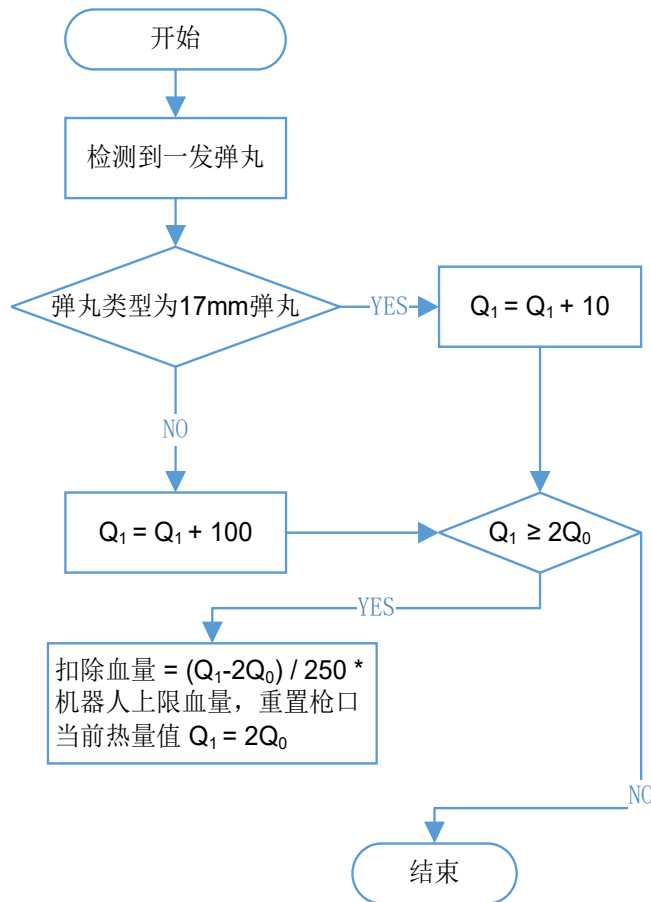 开始
检测到一发弹丸
弹丸类型为17mm弹丸
YES
Q₁ = Q₁ + 10
NO
Q₁ = Q₁ + 100
Q₁ ≥ 2Q₀
YES
扣除血量 = (Q₁-2Q₀) / 250 *
机器人上限血量，重置枪口
当前热量值 Q₁ = 2Q₀
NO
结束